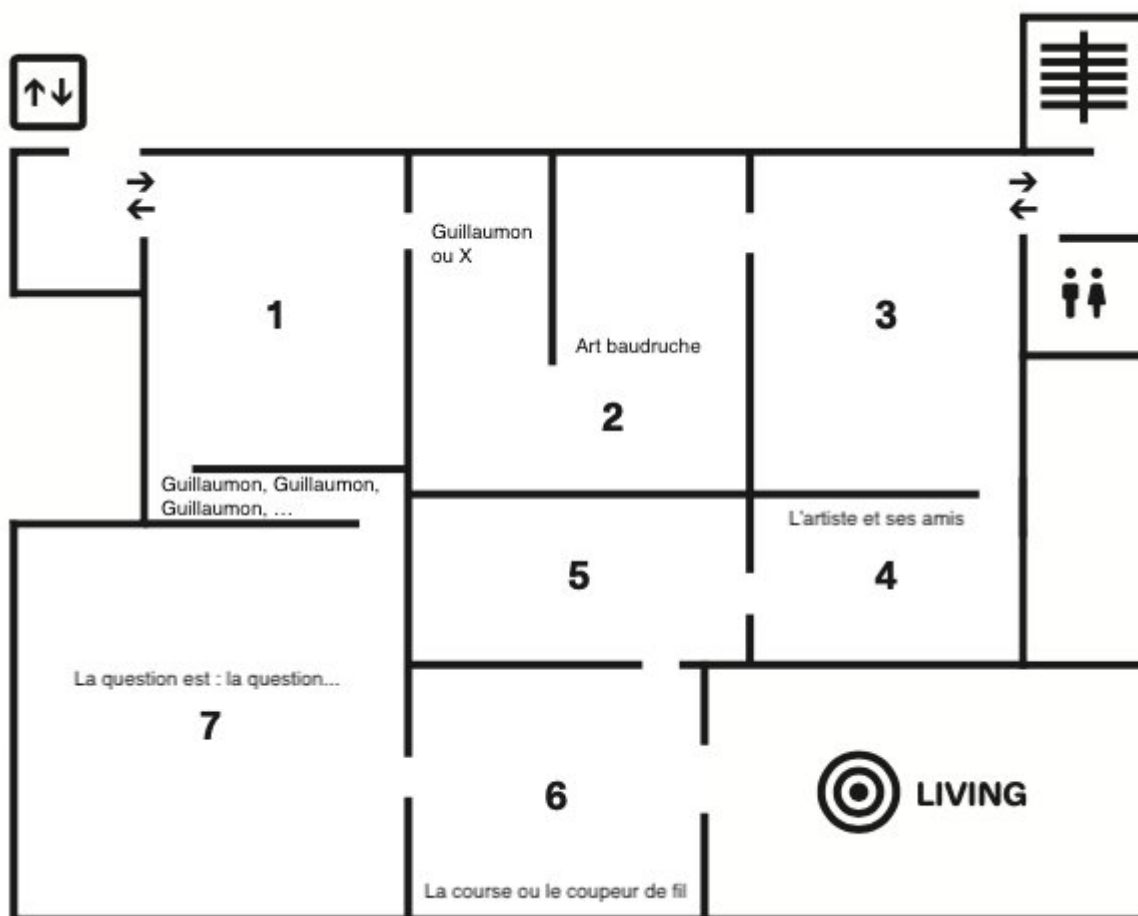 Guillaumon
ou X
1
3
Art baudruche
2
Guillaumon, Guillaumon,
Guillaumon, ...
L'artiste et ses amis
5
4
La question est : la question...
7
6
LIVING
La course ou le coupeur de fil